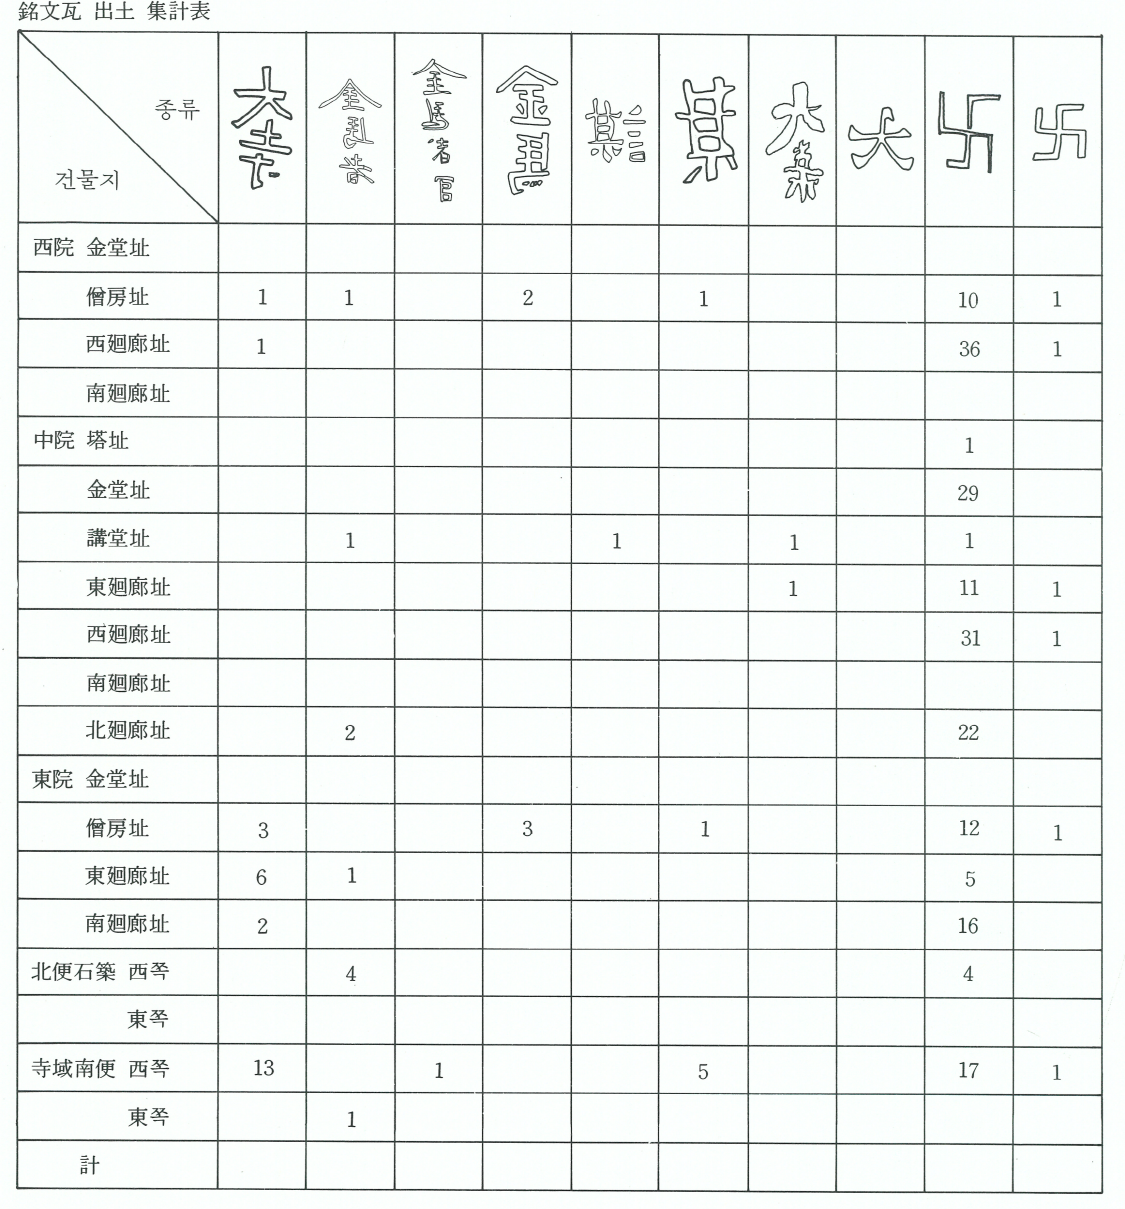 銘文瓦 出土 集計表
종류
건물지
大寺 金馬渚 金馬渚官 金馬 大 卐 卐
西院 金堂址
僧房址 1 1 2 1 10 1
西廻廊址 1 36 1
南廻廊址
中院 塔址 1
金堂址 29
講堂址 1 1 1 1
東廻廊址 1 11 1
西廻廊址 31 1
南廻廊址
北廻廊址 2 22
東院 金堂址
僧房址 3 3 1 12 1
東廻廊址 6 1 5
南廻廊址 2 16
北便石築 西쪽 4 4
東쪽
寺域南便 西쪽 13 1 5 17 1
東쪽 1
計